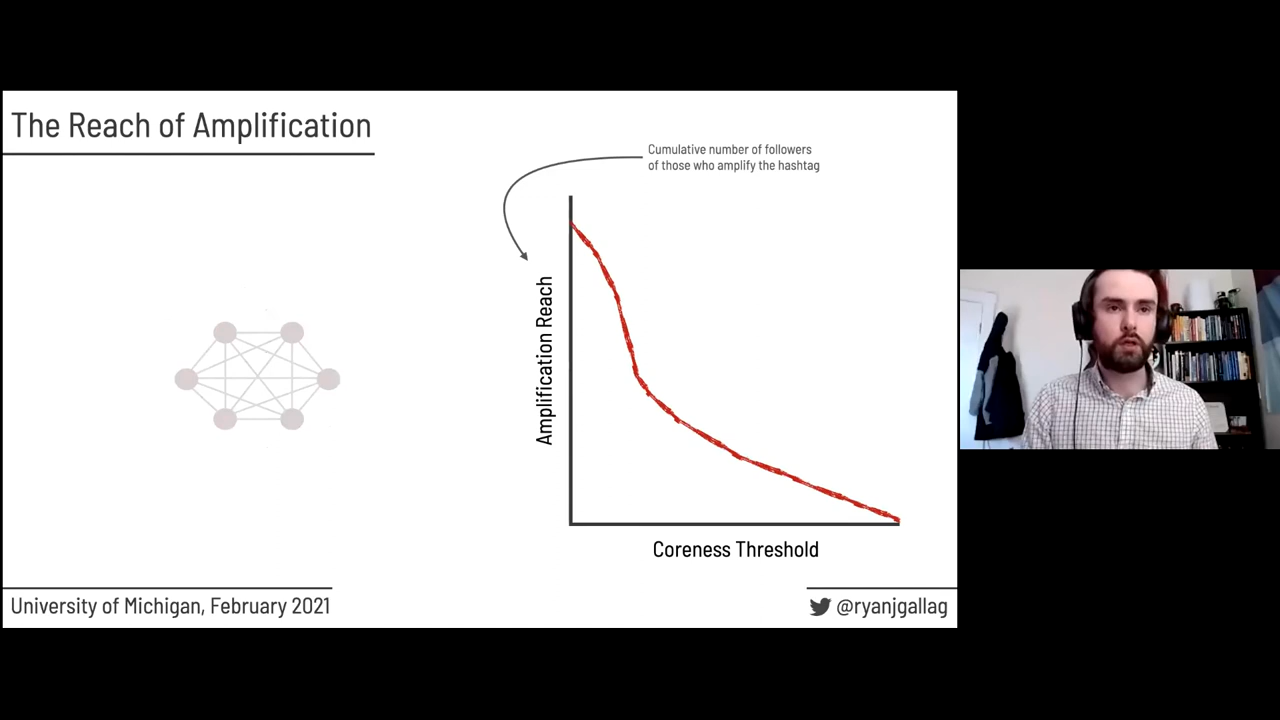 The Reach of Amplification
Cumulative number of followers
of those who amplify the hashtag
Amplification Reach
Coreness Threshold
University of Michigan, February 2021
@ryanjgallag